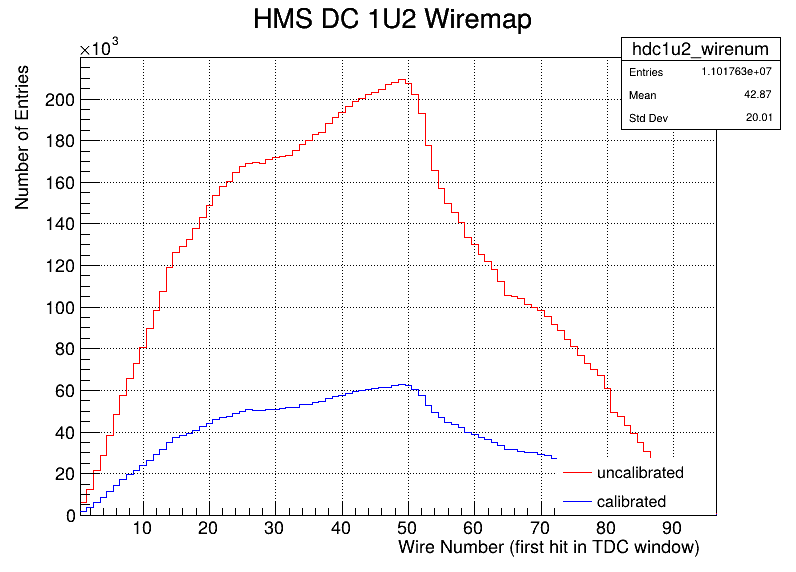 HMS DC 1U2 Wiremap
×10³
hdc1u2_wirenum
Entries 1.101763e+07
Mean 42.87
Std Dev 20.01
Number of Entries
200
180
160
140
120
100
80
60
40
20
0
uncalibrated
calibrated
10 20 30 40 50 60 70 80 90
Wire Number (first hit in TDC window)